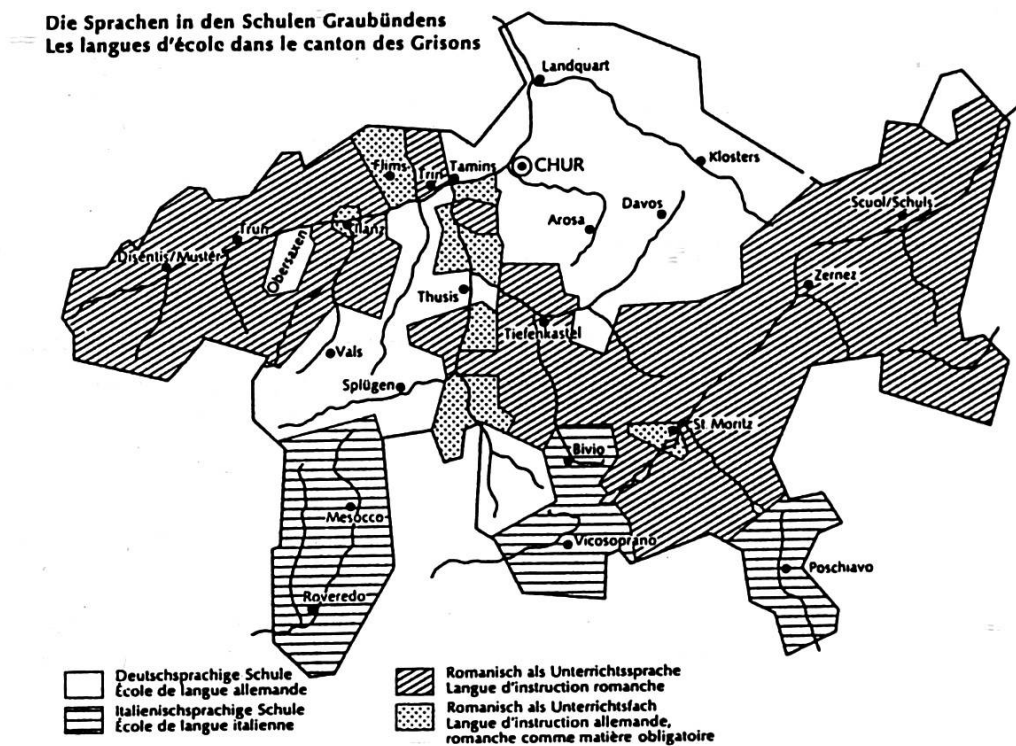 Die Sprachen in den Schulen Graubündens
Les langues d'école dans le canton des Grisons
Landquart
Flims
Trin
Tamins
CHUR
Klosters
Arosa
Davos
Scuol/Schuls
Trun
Ilanz
Disentis/Mustér
Obersaxen
Zernez
Thusis
Tiefenkastel
Vals
Splügen
St. Moritz
Bivio
Mesocco
Vicosoprano
Poschiavo
Roveredo
Deutschsprachige Schule
École de langue allemande
Italienischsprachige Schule
École de langue italienne
Romanisch als Unterrichtssprache
Langue d'instruction romanche
Romanisch als Unterrichtsfach
Langue d'instruction allemande,
romanche comme matière obligatoire